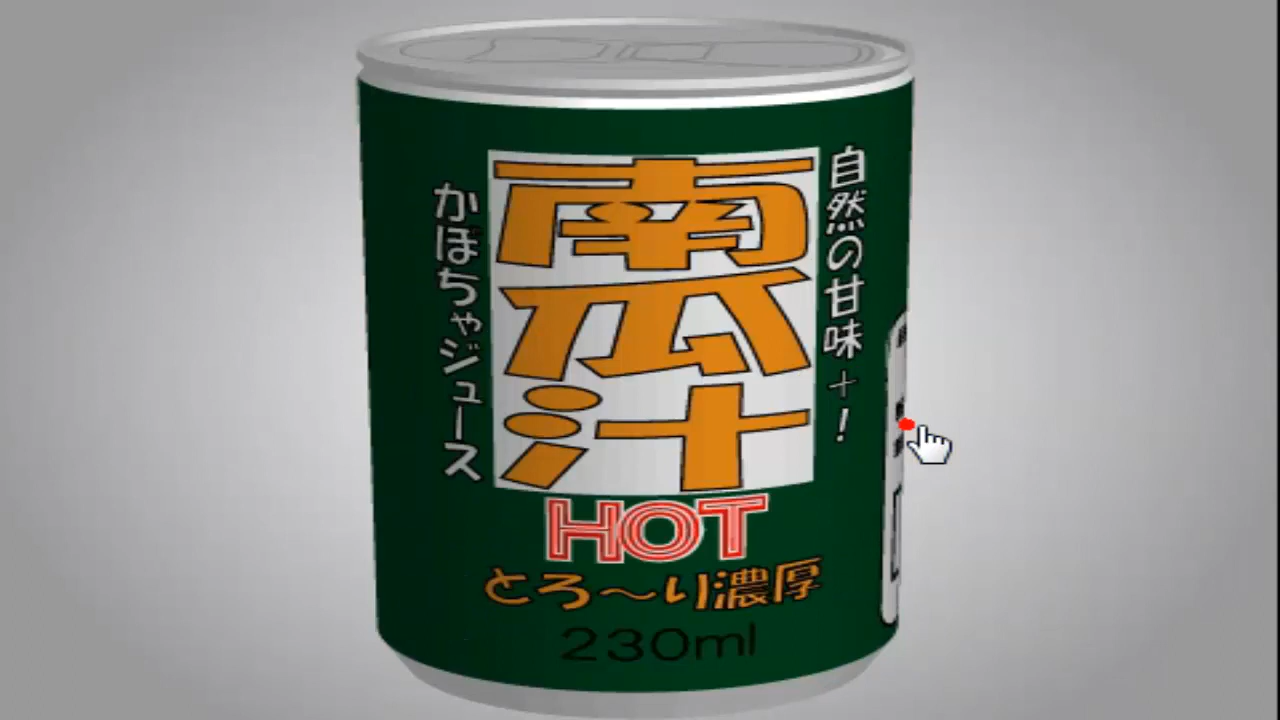 自然の甘味+!
南瓜汁
かぼちゃジュース
HOT
とろ〜り濃厚
230ml